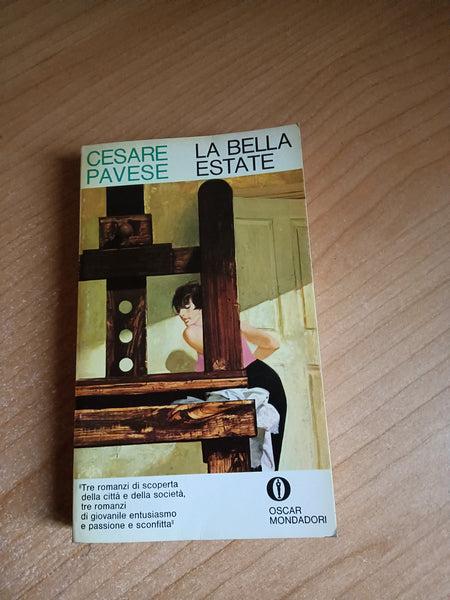 CESARE
PAVESE
LA BELLA
ESTATE
"Tre romanzi di scoperta
della città e della società,
tre romanzi
di giovanile entusiasmo
e passione e sconfitta"
OSCAR
MONDADORI